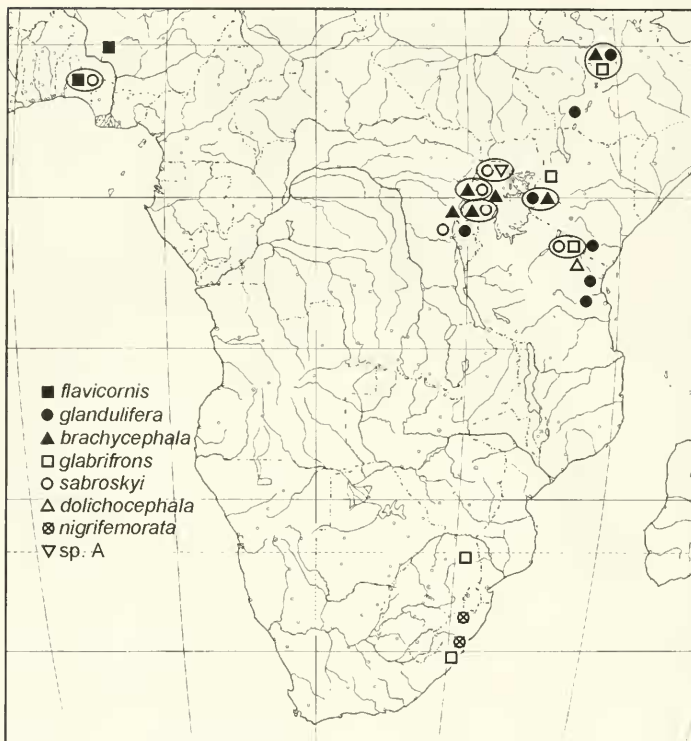 flavicornis
glandulifera
brachycephala
glabrifrons
sabroskyi
dolichocephala
nigrifemorata
sp. A